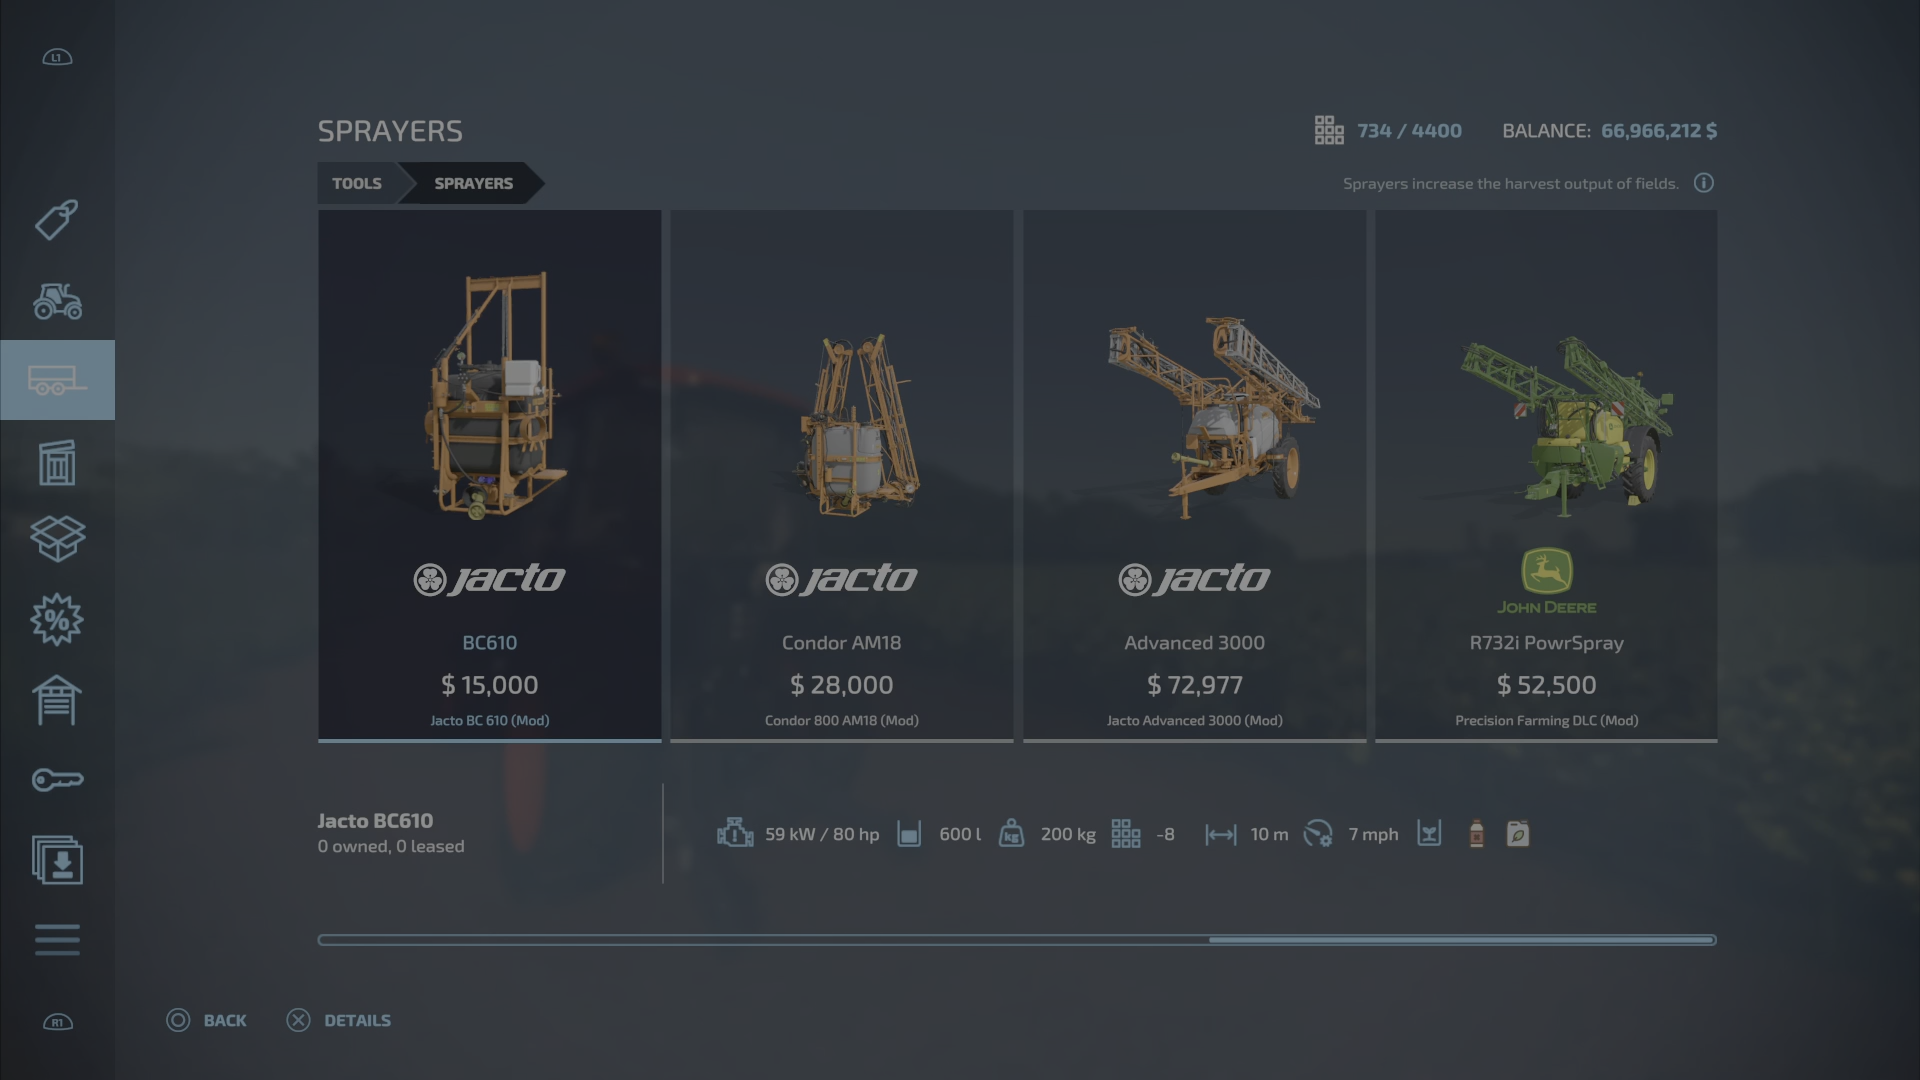 L1
SPRAYERS
734 / 4400
BALANCE: 66,966,212 $
TOOLS
SPRAYERS
Sprayers increase the harvest output of fields.
jacto
BC610
$ 15,000
Jacto BC 610 (Mod)
jacto
Condor AM18
$ 28,000
Condor 800 AM18 (Mod)
jacto
Advanced 3000
$ 72,977
Jacto Advanced 3000 (Mod)
JOHN DEERE
R732i PowrSpray
$ 52,500
Precision Farming DLC (Mod)
Jacto BC610
0 owned, 0 leased
59 kW / 80 hp
600 l
kg
200 kg
-8
10 m
7 mph
%
R1
BACK
DETAILS